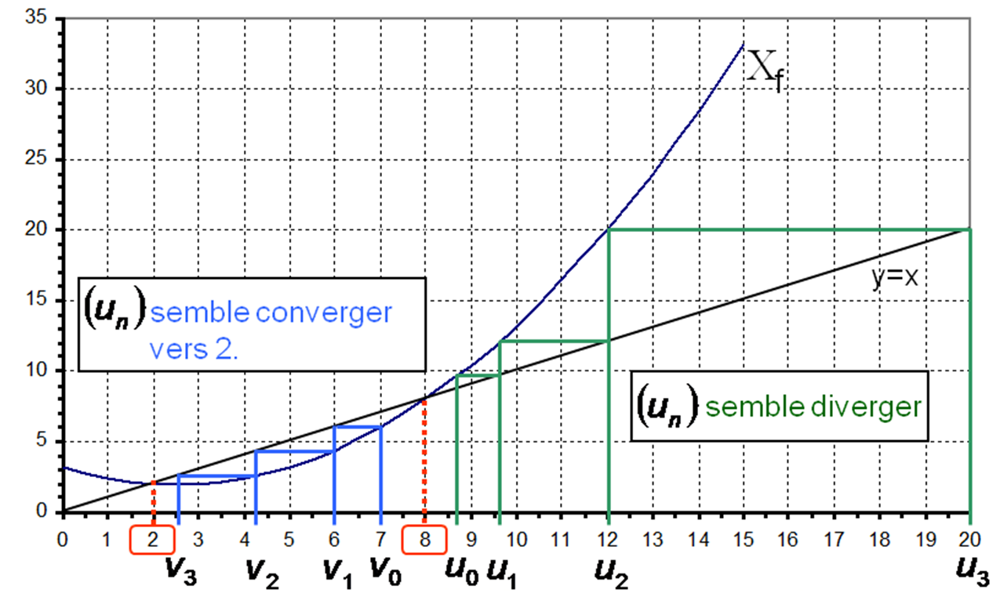 35
30
25
20
15
10
5
0
X_f
y=x
(u_n) semble converger
vers 2.
(u_n) semble diverger
0 1 2 3 4 5 6 7 8 9 10 11 12 13 14 15 16 17 18 19 20
v_3 v_2 v_1 v_0 u_0 u_1 u_2 u_3